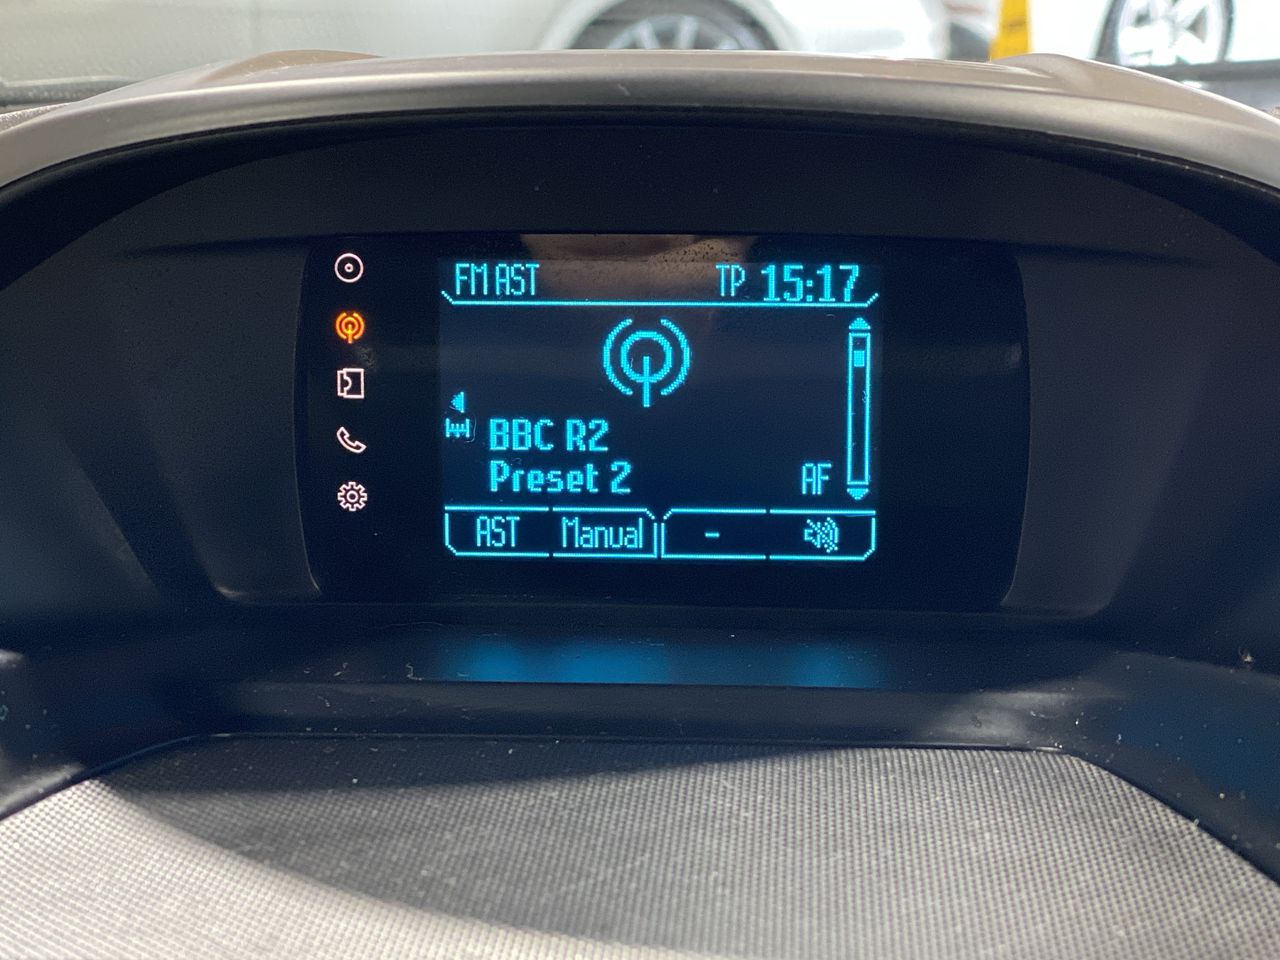 FM AST TP 15:17
BBC R2
Preset 2 AF
AST Manual -